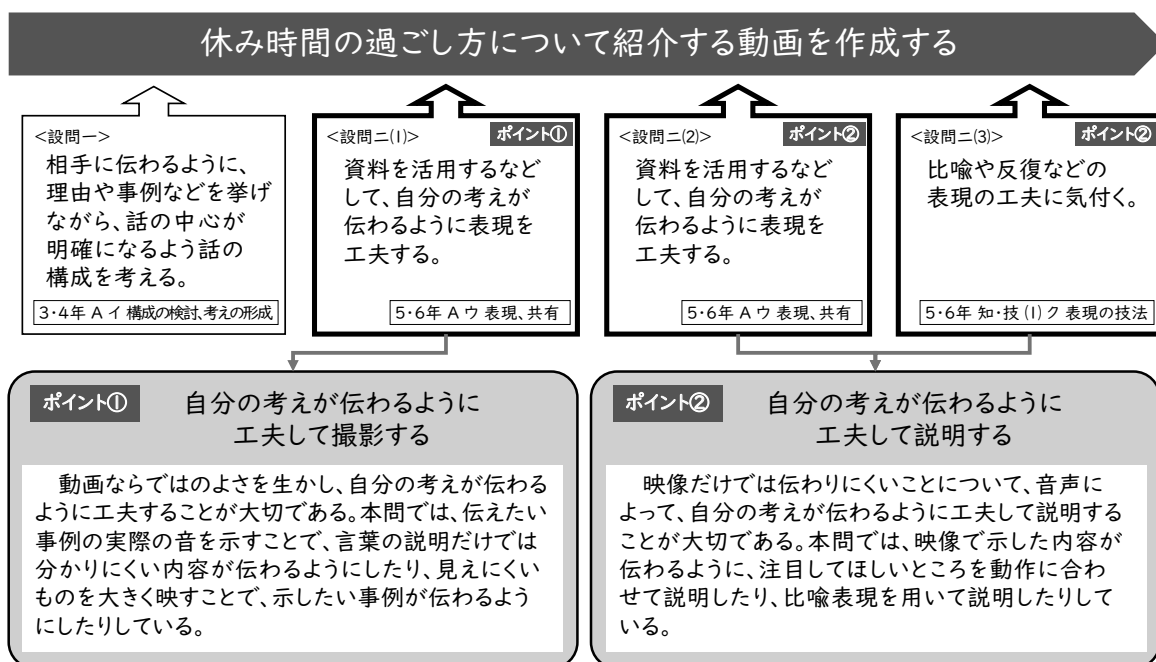 休み時間の過ごし方について紹介する動画を作成する
<設問一>
相手に伝わるように、
理由や事例などを挙げ
ながら、話の中心が
明確になるよう話の
構成を考える。
3・4年 A イ 構成の検討、考えの形成
<設問二(1)>
ポイント①
資料を活用するなど
して、自分の考えが
伝わるように表現を
工夫する。
5・6年 A ウ 表現、共有
<設問二(2)>
ポイント②
資料を活用するなど
して、自分の考えが
伝わるように表現を
工夫する。
5・6年 A ウ 表現、共有
<設問二(3)>
ポイント②
比喩や反復などの
表現の工夫に気付く。
5・6年 知・技(1)ク 表現の技法
ポイント①
自分の考えが伝わるように
工夫して撮影する
動画ならではのよさを生かし、自分の考えが伝わる
ように工夫することが大切である。本問では、伝えたい
事例の実際の音を示すことで、言葉の説明だけでは
分かりにくい内容が伝わるようにしたり、見えにくい
ものを大きく映すことで、示したい事例が伝わるよう
にしたりしている。
ポイント②
自分の考えが伝わるように
工夫して説明する
映像だけでは伝わりにくいことについて、音声に
よって、自分の考えが伝わるように工夫して説明する
ことが大切である。本問では、映像で示した内容が
伝わるように、注目してほしいところを動作に合わ
せて説明したり、比喩表現を用いて説明したりして
いる。